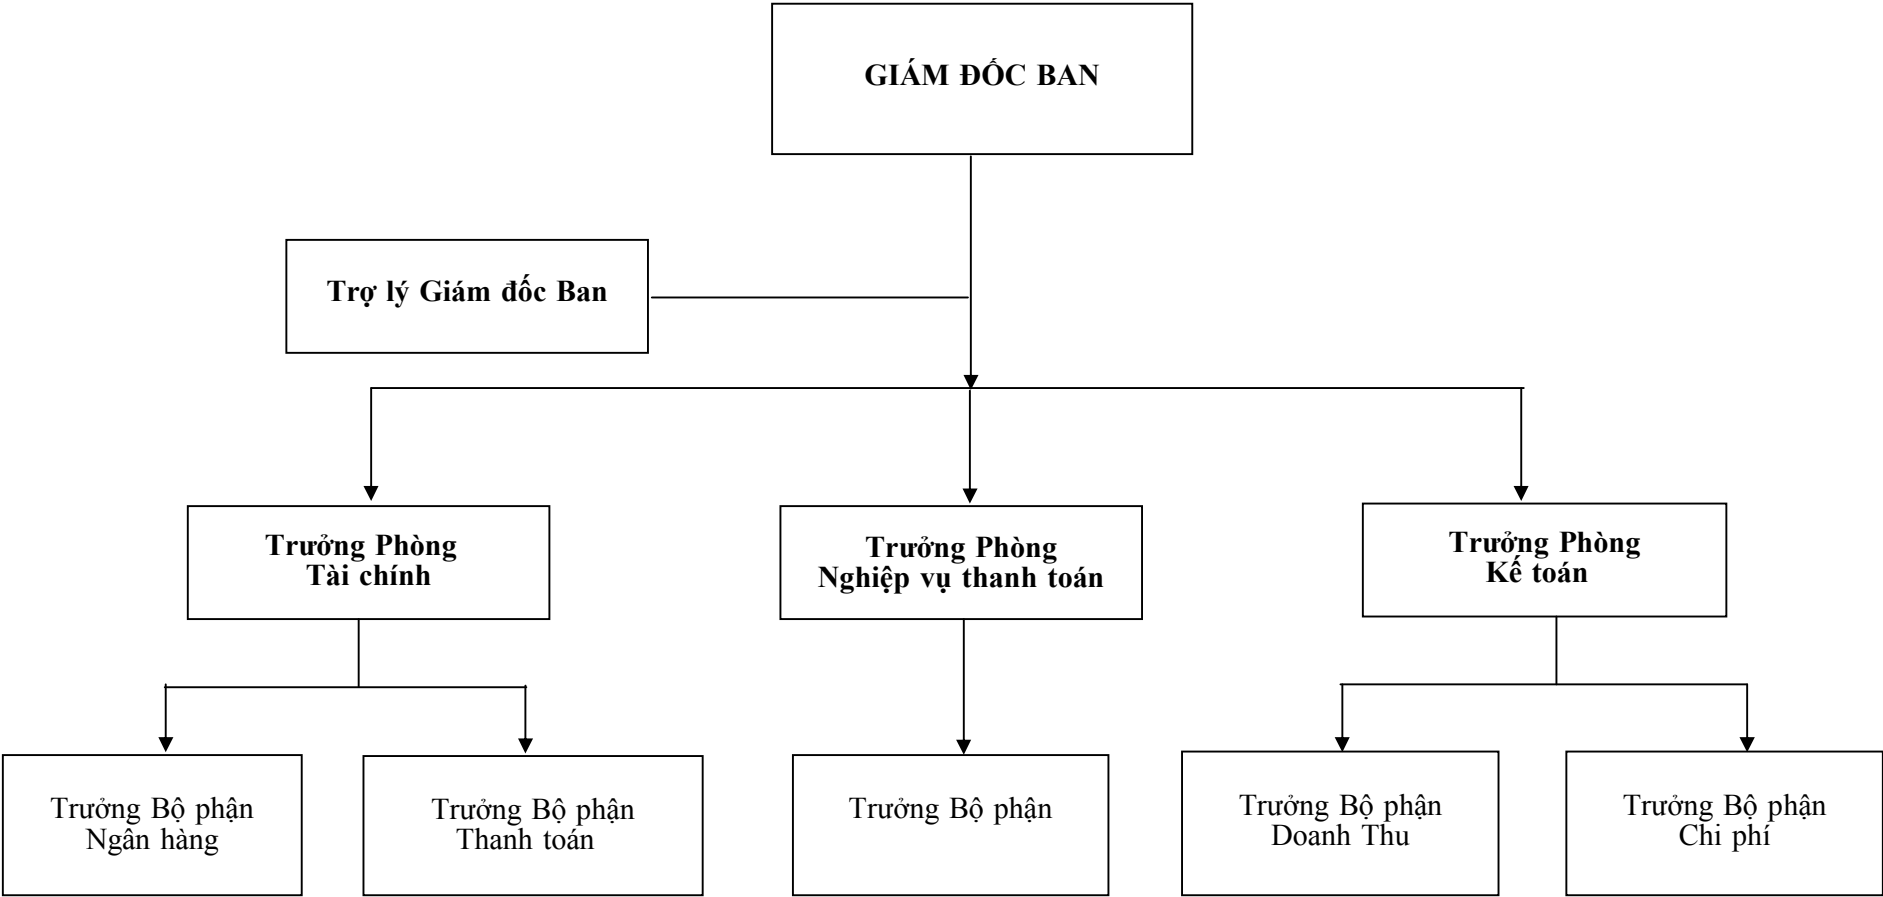 GIÁM ĐỐC BAN
Trợ lý Giám đốc Ban
Trưởng Phòng
Tài chính
Trưởng Phòng
Nghiệp vụ thanh toán
Trưởng Phòng
Kế toán
Trưởng Bộ phận
Ngân hàng
Trưởng Bộ phận
Thanh toán
Trưởng Bộ phận
Trưởng Bộ phận
Doanh Thu
Trưởng Bộ phận
Chi phí